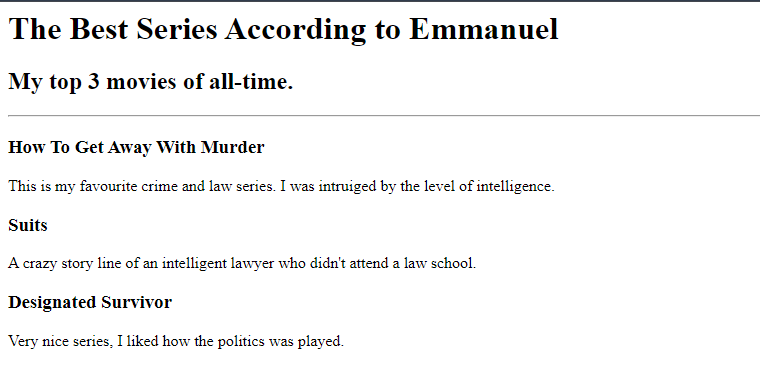 The Best Series According to Emmanuel
My top 3 movies of all-time.
How To Get Away With Murder
This is my favourite crime and law series. I was intruiged by the level of intelligence.
Suits
A crazy story line of an intelligent lawyer who didn't attend a law school.
Designated Survivor
Very nice series, I liked how the politics was played.